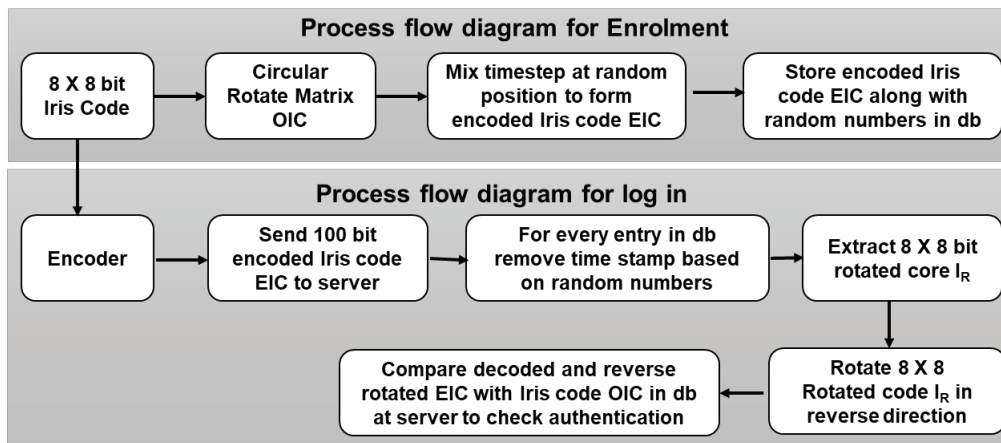 Process flow diagram for Enrolment
8 X 8 bit
Iris Code
Circular
Rotate Matrix
OIC
Mix timestep at random
position to form
encoded Iris code EIC
Store encoded Iris
code EIC along with
random numbers in db
Process flow diagram for log in
Encoder
Send 100 bit
encoded Iris code
EIC to server
For every entry in db
remove time stamp based
on random numbers
Extract 8 X 8 bit
rotated core I_R
Rotate 8 X 8
Rotated code I_R in
reverse direction
Compare decoded and reverse
rotated EIC with Iris code OIC in db
at server to check authentication